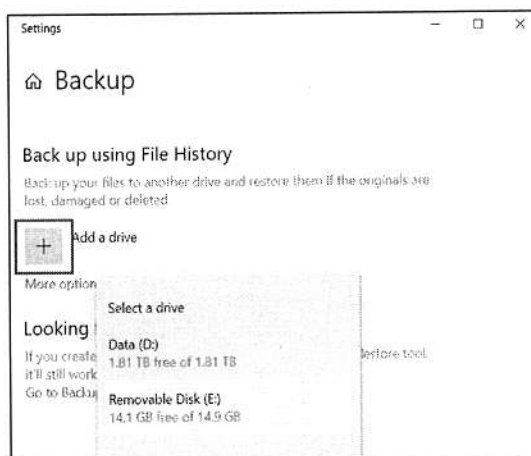 Settings
Backup
Back up using File History
Back up your files to another drive and restore them if the originals are
lost, damaged or deleted.
+ Add a drive
More option
Select a drive
Looking
Data (D:)
1.81 TB free of 1.81 TB
If you create
Restore tool.
it'll still work
Removable Disk (E:)
Go to Backup
14.1 GB free of 14.9 GB